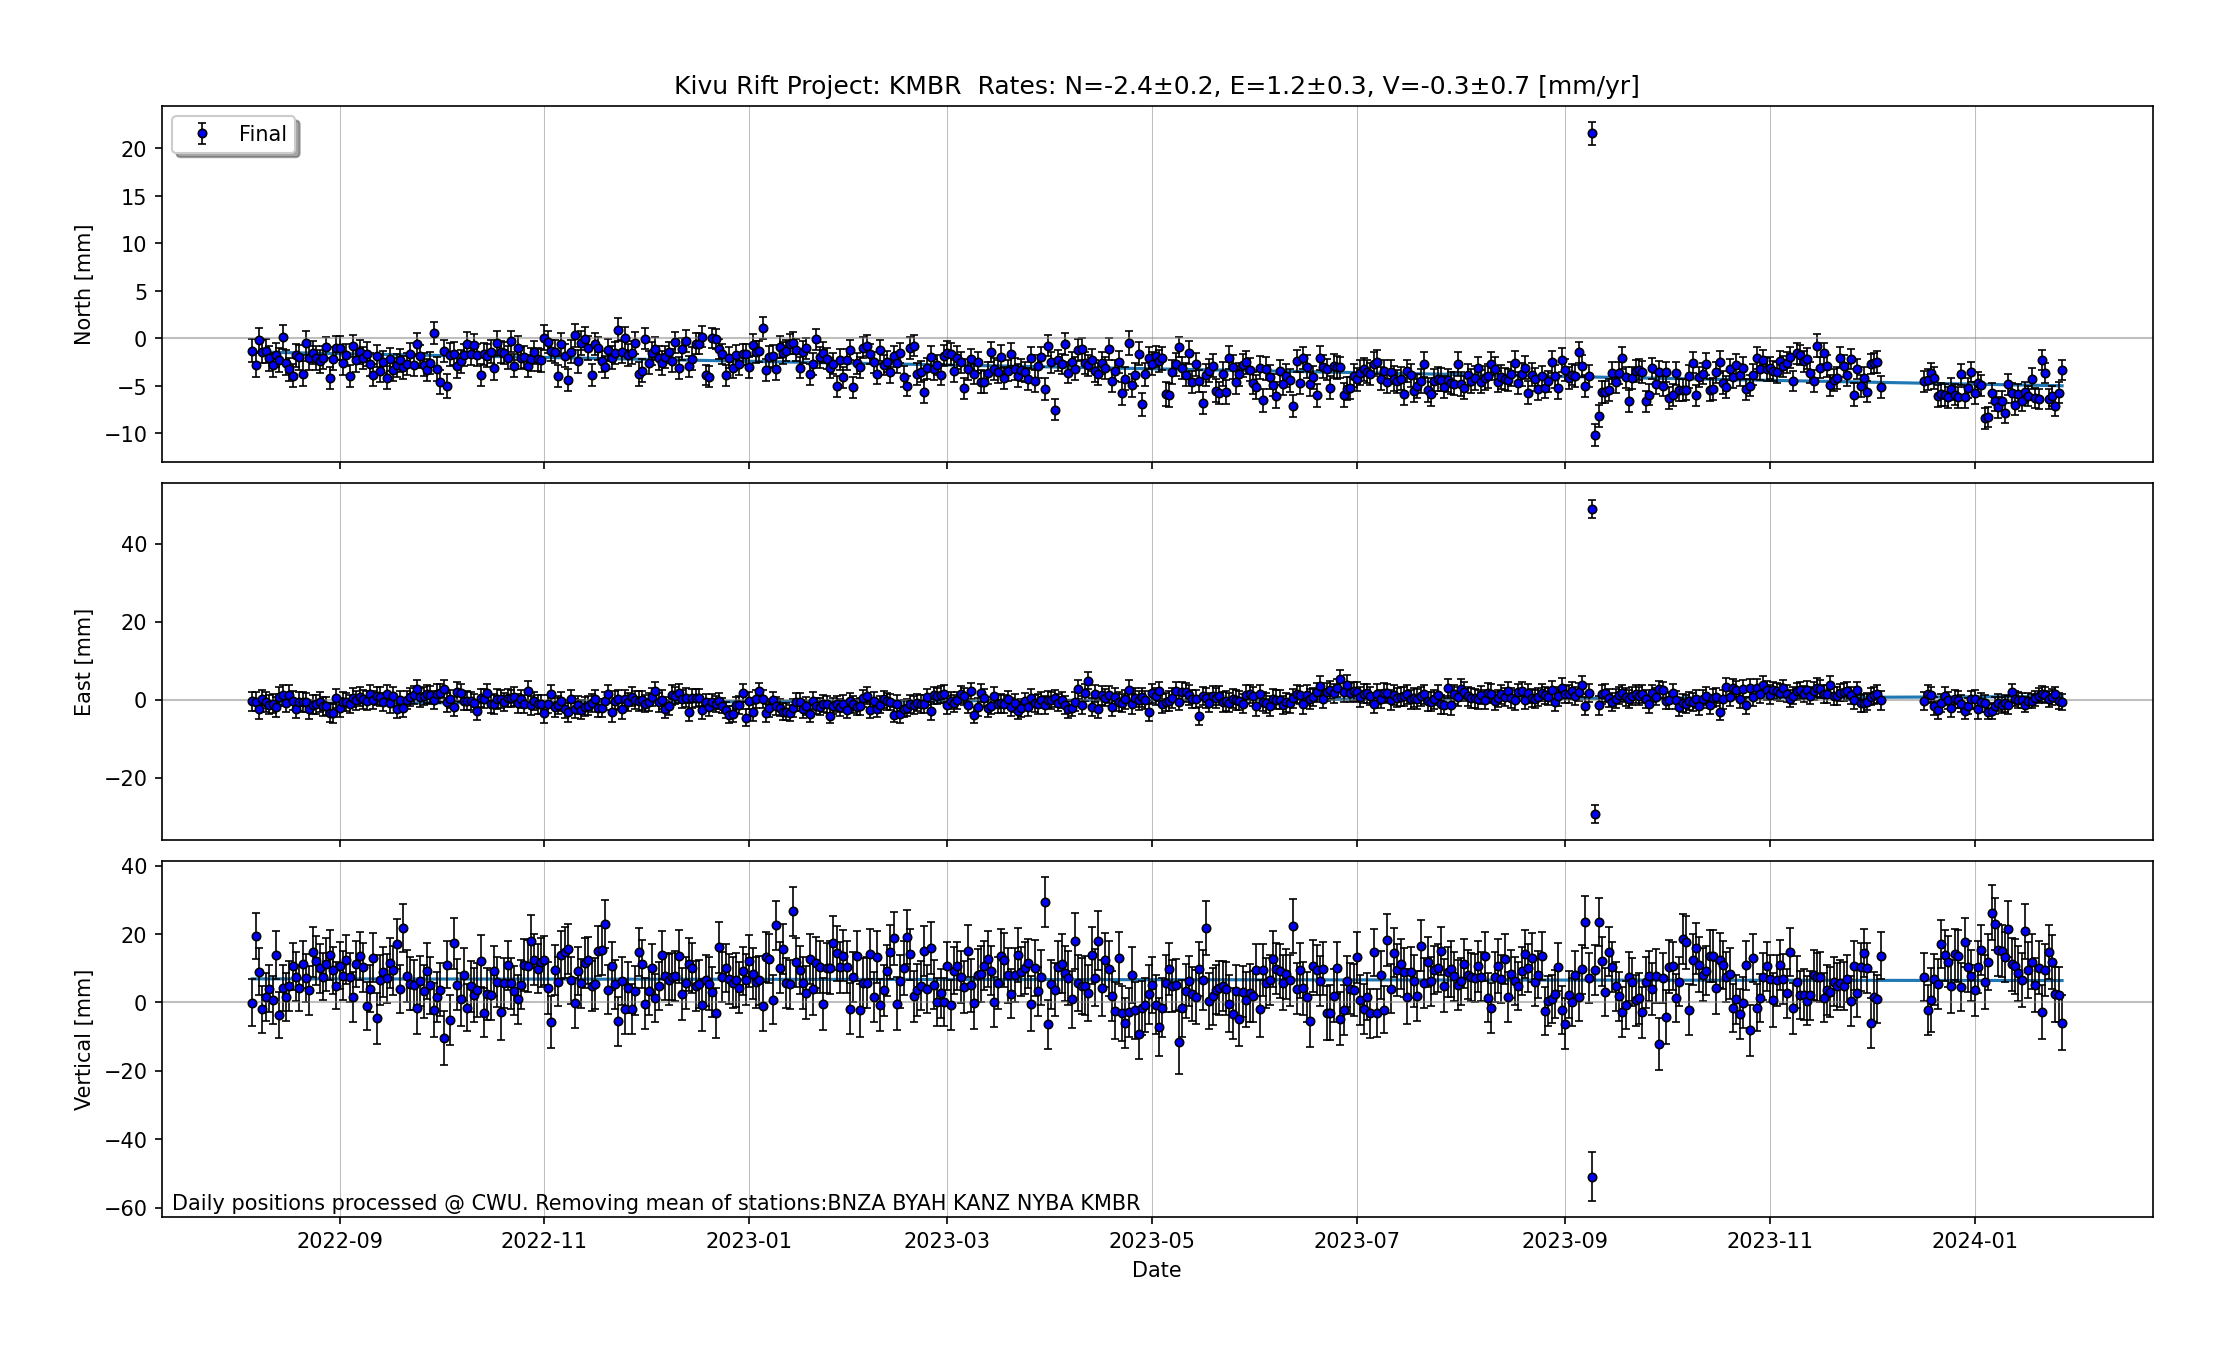 Kivu Rift Project: KMBR  Rates: N=-2.4±0.2, E=1.2±0.3, V=-0.3±0.7 [mm/yr]
Final
North [mm]
20
15
10
5
0
−5
−10
East [mm]
40
20
0
−20
Vertical [mm]
40
20
0
−20
−40
−60
Daily positions processed @ CWU. Removing mean of stations:BNZA BYAH KANZ NYBA KMBR
2022-09 2022-11 2023-01 2023-03 2023-05 2023-07 2023-09 2023-11 2024-01
Date